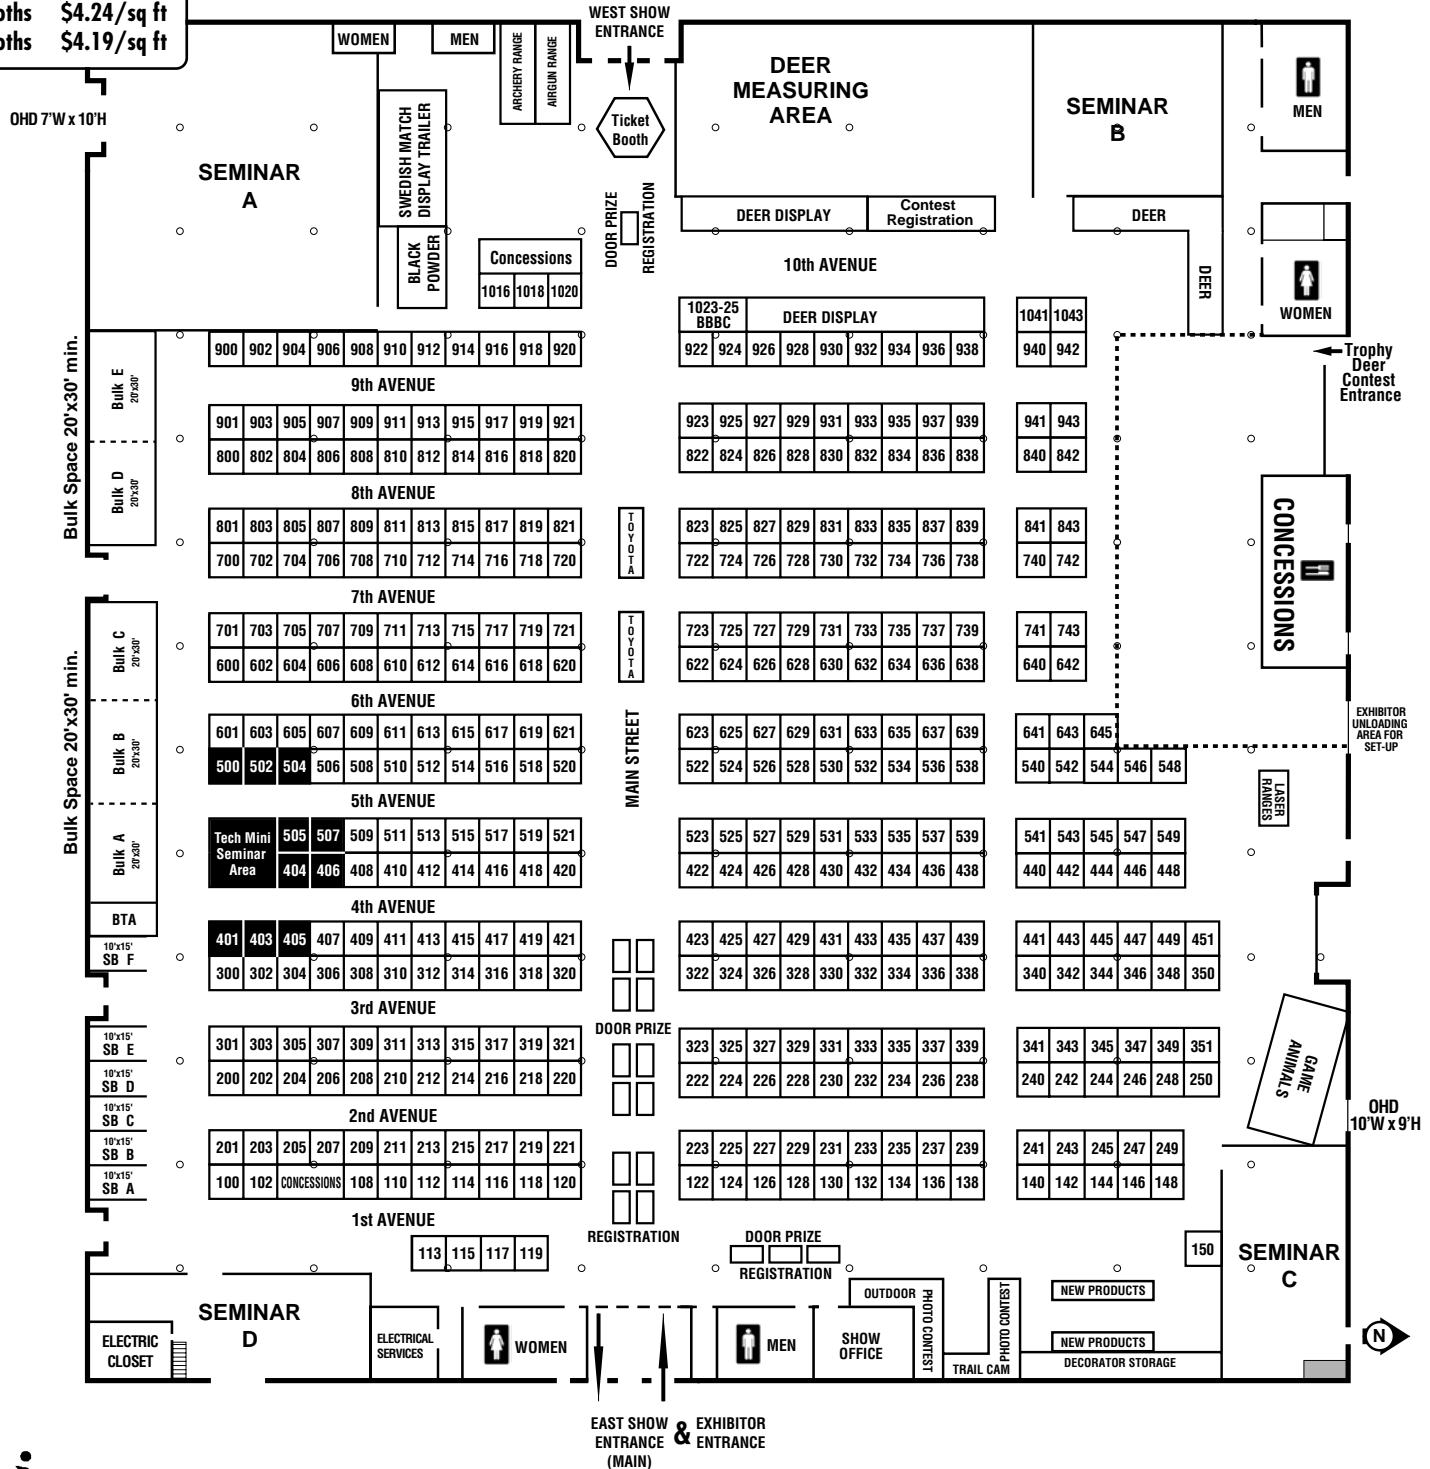 ooths $4.24/sq ft
ooths $4.19/sq ft
WEST SHOW
ENTRANCE
WOMEN
MEN
ARCHERY RANGE
AIRGUN RANGE
DEER
MEASURING
AREA
SEMINAR
B
MEN
OHD 7'W x 10'H
Ticket
Booth
SEMINAR
A
SWEDISH MATCH
DISPLAY TRAILER
BLACK
POWDER
DOOR PRIZE
REGISTRATION
DEER DISPLAY
Contest
Registration
DEER
DEER
WOMEN
Concessions
1016 1018 1020
10th AVENUE
1023-25
BBBC
DEER DISPLAY
1041 1043
900 902 904 906 908 910 912 914 916 918 920
922 924 926 928 930 932 934 936 938
940 942
Trophy
Deer
Contest
Entrance
Bulk Space 20'x30' min.
Bulk E
20'x30'
Bulk D
20'x30'
9th AVENUE
901 903 905 907 909 911 913 915 917 919 921
923 925 927 929 931 933 935 937 939
941 943
800 802 804 806 808 810 812 814 816 818 820
822 824 826 828 830 832 834 836 838
840 842
8th AVENUE
801 803 805 807 809 811 813 815 817 819 821
TOYOTA
823 825 827 829 831 833 835 837 839
841 843
700 702 704 706 708 710 712 714 716 718 720
722 724 726 728 730 732 734 736 738
740 742
CONCESSIONS
7th AVENUE
Bulk Space 20'x30' min.
Bulk C
20'x30'
Bulk B
20'x30'
Bulk A
20'x30'
701 703 705 707 709 711 713 715 717 719 721
TOYOTA
723 725 727 729 731 733 735 737 739
741 743
600 602 604 606 608 610 612 614 616 618 620
622 624 626 628 630 632 634 636 638
640 642
6th AVENUE
MAIN STREET
EXHIBITOR
UNLOADING
AREA FOR
SET-UP
601 603 605 607 609 611 613 615 617 619 621
623 625 627 629 631 633 635 637 639
641 643 645
500 502 504 506 508 510 512 514 516 518 520
522 524 526 528 530 532 534 536 538
540 542 544 546 548
LASER
RANGES
5th AVENUE
Tech Mini
Seminar
Area
505 507 509 511 513 515 517 519 521
523 525 527 529 531 533 535 537 539
541 543 545 547 549
404 406 408 410 412 414 416 418 420
422 424 426 428 430 432 434 436 438
440 442 444 446 448
BTA
4th AVENUE
10'x15'
SB F
401 403 405 407 409 411 413 415 417 419 421
423 425 427 429 431 433 435 437 439
441 443 445 447 449 451
300 302 304 306 308 310 312 314 316 318 320
322 324 326 328 330 332 334 336 338
340 342 344 346 348 350
3rd AVENUE
DOOR PRIZE
10'x15'
SB E
10'x15'
SB D
10'x15'
SB C
10'x15'
SB B
10'x15'
SB A
301 303 305 307 309 311 313 315 317 319 321
323 325 327 329 331 333 335 337 339
341 343 345 347 349 351
200 202 204 206 208 210 212 214 216 218 220
222 224 226 228 230 232 234 236 238
240 242 244 246 248 250
GAME
ANIMALS
OHD
10'W x 9'H
2nd AVENUE
201 203 205 207 209 211 213 215 217 219 221
223 225 227 229 231 233 235 237 239
241 243 245 247 249
100 102 CONCESSIONS 108 110 112 114 116 118 120
122 124 126 128 130 132 134 136 138
140 142 144 146 148
1st AVENUE
REGISTRATION
113 115 117 119
DOOR PRIZE
REGISTRATION
150
SEMINAR
C
SEMINAR
D
ELECTRIC
CLOSET
ELECTRICAL
SERVICES
WOMEN
MEN
SHOW
OFFICE
OUTDOOR
PHOTO CONTEST
TRAIL CAM
PHOTO CONTEST
NEW PRODUCTS
NEW PRODUCTS
DECORATOR STORAGE
N
EAST SHOW
ENTRANCE
(MAIN)
&
EXHIBITOR
ENTRANCE